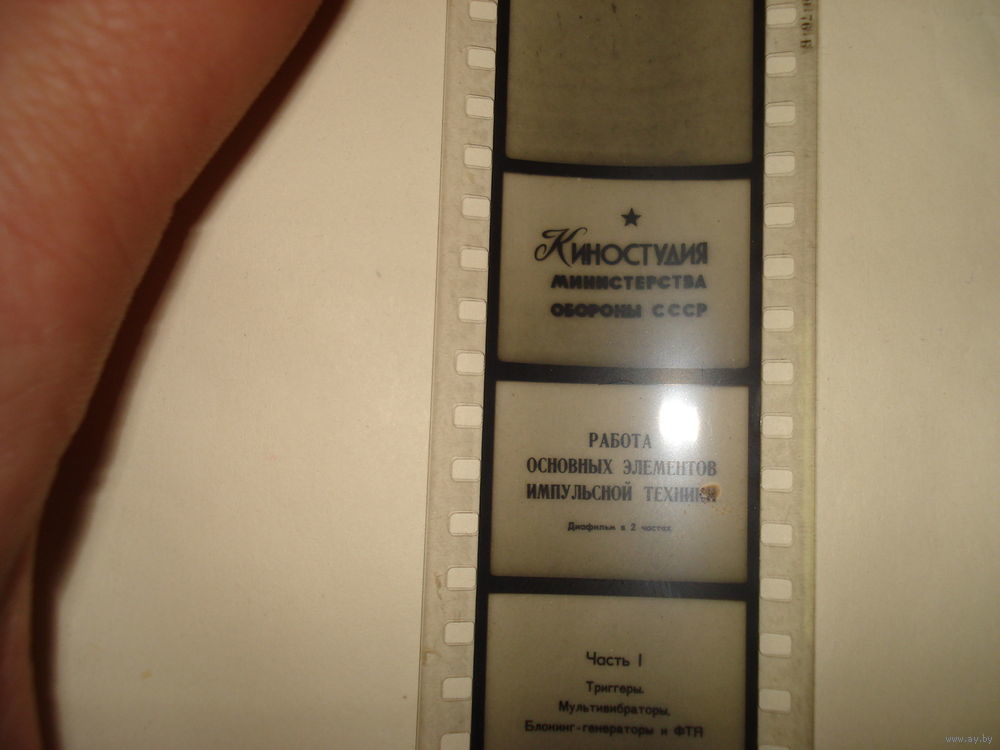 Киностудия
МИНИСТЕРСТВА
ОБОРОНЫ СССР
РАБОТА
ОСНОВНЫХ ЭЛЕМЕНТОВ
ИМПУЛЬСНОЙ ТЕХНИКИ
Диафильм в 2 частях
Часть I
Триггеры.
Мультивибраторы.
Блокинг-генераторы и ФТЯ
www.ay.by